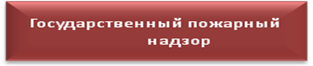 Государственный пожарный
надзор